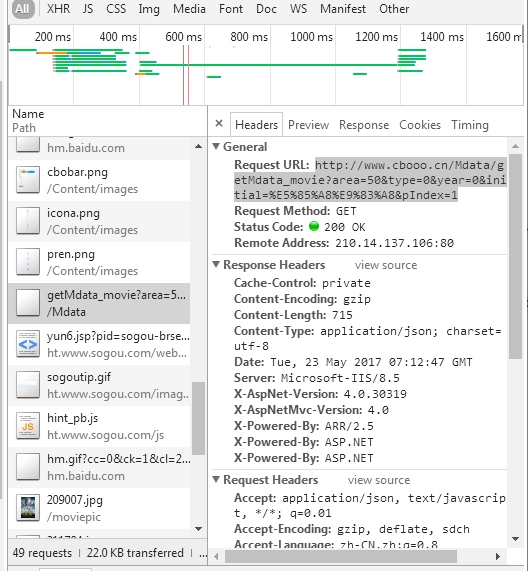 All XHR JS CSS Img Media Font Doc WS Manifest Other
200 ms 400 ms 600 ms 800 ms 1000 ms 1200 ms 1400 ms 1600 m
Name
Path
hm.baidu.com
cbobar.png
/Content/images
icona.png
/Content/images
pren.png
/Content/images
getMdata_movie?area=5...
/Mdata
yun6.jsp?pid=sogou-brse...
ht.www.sogou.com/web...
sogoutip.gif
ht.www.sogou.com/imag...
hint_pb.js
ht.www.sogou.com/js
hm.gif?cc=0&ck=1&cl=2...
hm.baidu.com
209007.jpg
/moviepic
49 requests | 22.0 KB transferred | ...
× Headers Preview Response Cookies Timing
▼ General
Request URL: http://www.cbooo.cn/Mdata/g
etMdata_movie?area=50&type=0&year=0&ini
tial=%E5%85%A8%E9%83%A8&pIndex=1
Request Method: GET
Status Code: 200 OK
Remote Address: 210.14.137.106:80
▼ Response Headers view source
Cache-Control: private
Content-Encoding: gzip
Content-Length: 715
Content-Type: application/json; charset=
utf-8
Date: Tue, 23 May 2017 07:12:47 GMT
Server: Microsoft-IIS/8.5
X-AspNet-Version: 4.0.30319
X-AspNetMvc-Version: 4.0
X-Powered-By: ARR/2.5
X-Powered-By: ASP.NET
X-Powered-By: ASP.NET
▼ Request Headers view source
Accept: application/json, text/javascrip
t, */*; q=0.01
Accept-Encoding: gzip, deflate, sdch
Accept-Language: zh-CN,zh;q=0.8